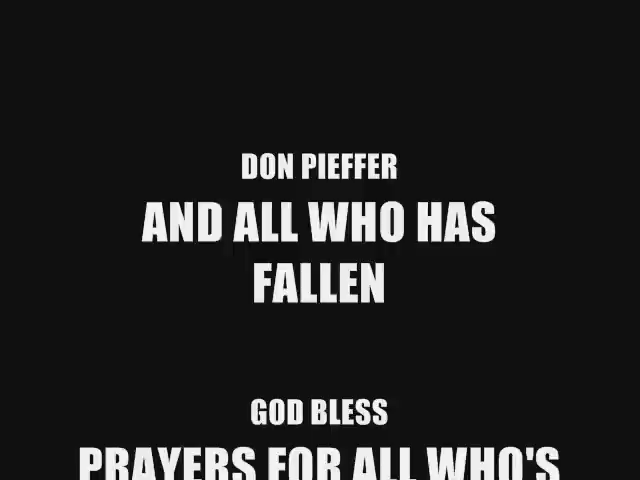 DON PIEFFER
AND ALL WHO HAS
FALLEN
GOD BLESS
PRAYERS FOR ALL WHO'S